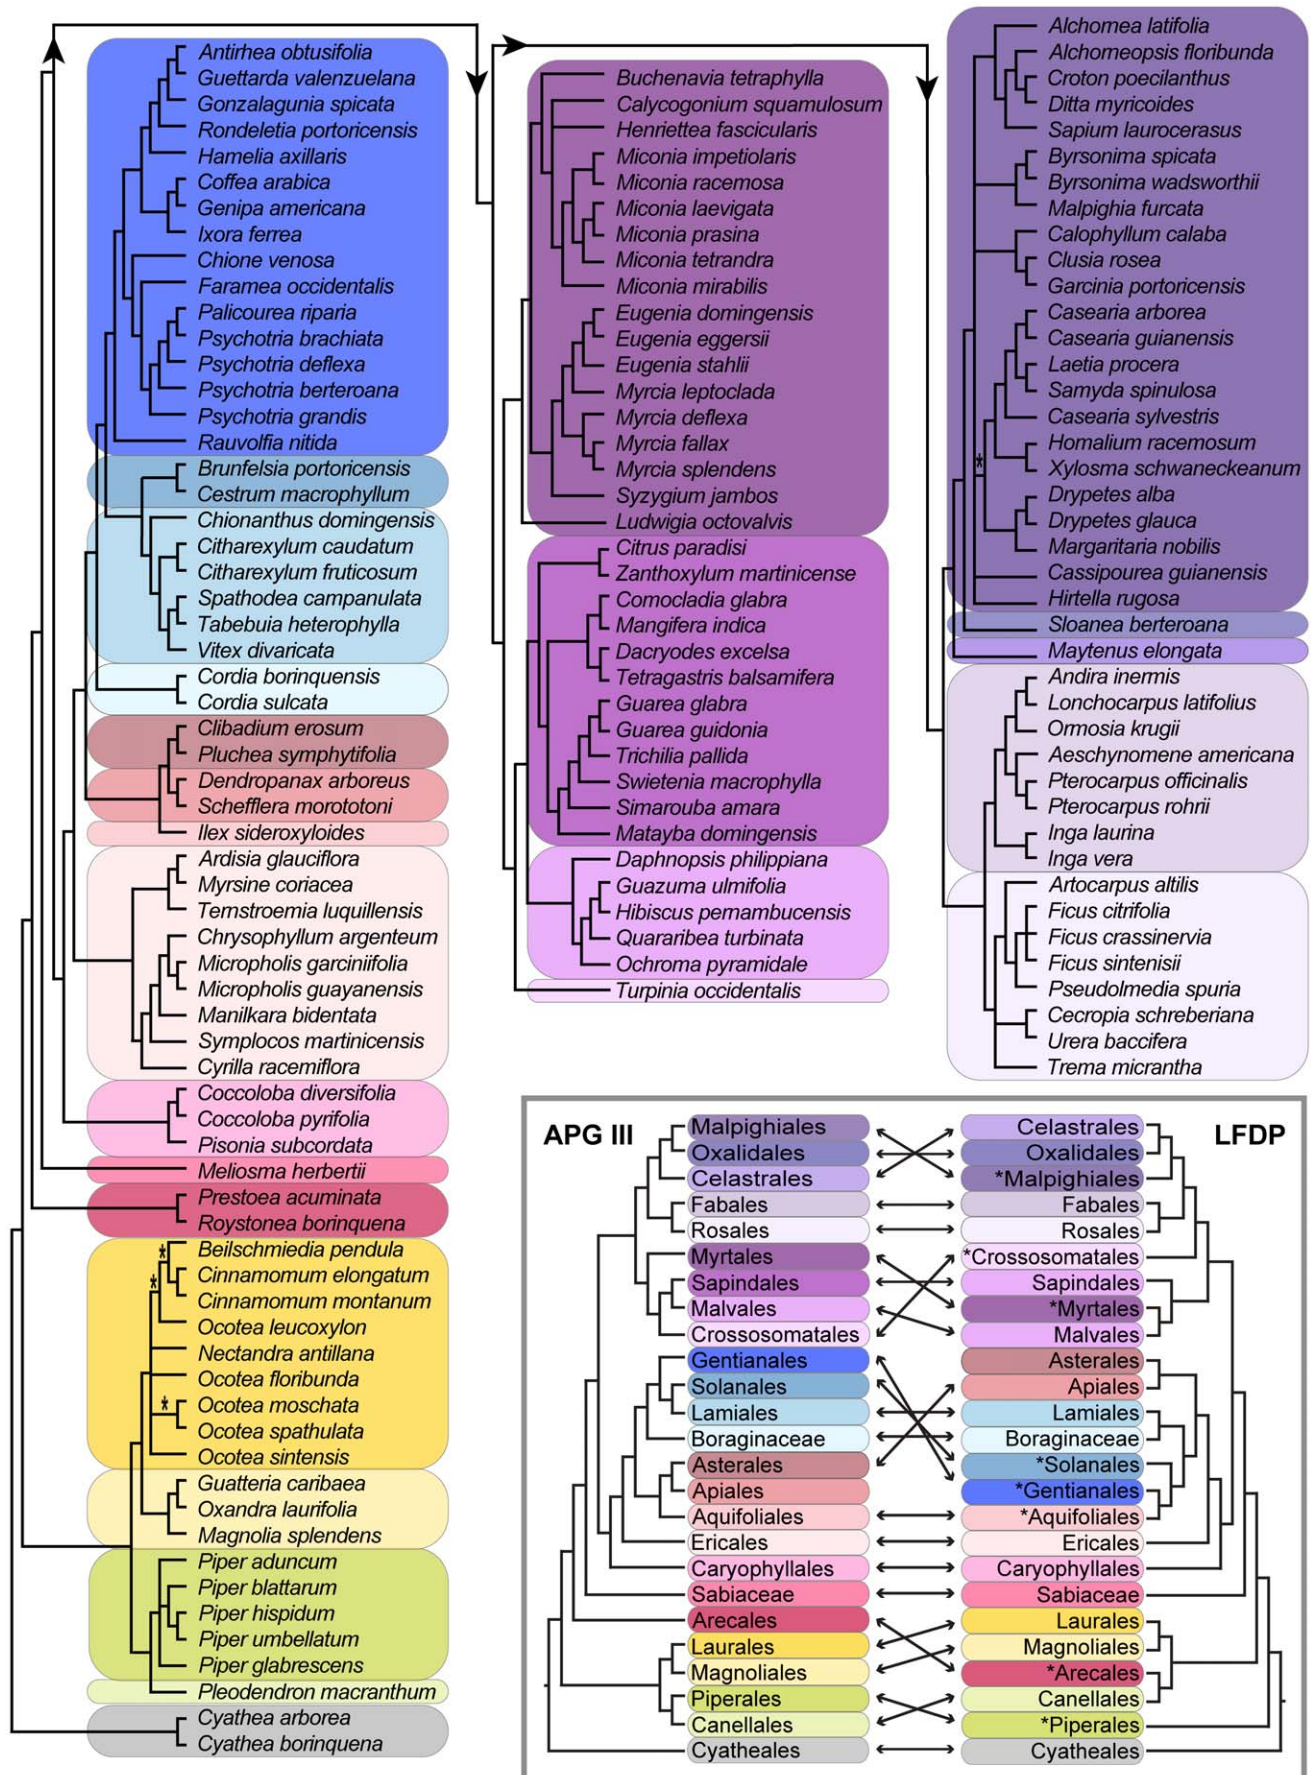 Antirhea obtusifolia
Guettarda valenzuelana
Gonzalagunia spicata
Rondeletia portoricensis
Hamelia axillaris
Coffea arabica
Genipa americana
Ixora ferrea
Chione venosa
Faramea occidentalis
Palicourea riparia
Psychotria brachiata
Psychotria deflexa
Psychotria berteroana
Psychotria grandis
Rauvolfia nitida
Brunfelsia portoricensis
Cestrum macrophyllum
Chionanthus domingensis
Citharexylum caudatum
Citharexylum fruticosum
Spathodea campanulata
Tabebuia heterophylla
Vitex divaricata
Cordia borinquensis
Cordia sulcata
Clibadium erosum
Pluchea symphytifolia
Dendropanax arboreus
Schefflera morototoni
Ilex sideroxyloides
Ardisia glauciflora
Myrsine coriacea
Ternstroemia luquillensis
Chrysophyllum argenteum
Micropholis garciniifolia
Micropholis guayanensis
Manilkara bidentata
Symplocos martinicensis
Cyrilla racemiflora
Coccoloba diversifolia
Coccoloba pyrifolia
Pisonia subcordata
Meliosma herbertii
Prestoea acuminata
Roystonea borinquena
*
Beilschmiedia pendula
*
Cinnamomum elongatum
Cinnamomum montanum
Ocotea leucoxylon
Nectandra antillana
Ocotea floribunda
*
Ocotea moschata
Ocotea spathulata
Ocotea sintensis
Guatteria caribaea
Oxandra laurifolia
Magnolia splendens
Piper aduncum
Piper blattarum
Piper hispidum
Piper umbellatum
Piper glabrescens
Pleodendron macranthum
Cyathea arborea
Cyathea borinquena
Buchenavia tetraphylla
Calycogonium squamulosum
Henriettea fascicularis
Miconia impetiolaris
Miconia racemosa
Miconia laevigata
Miconia prasina
Miconia tetrandra
Miconia mirabilis
Eugenia domingensis
Eugenia eggersii
Eugenia stahlii
Myrcia leptoclada
Myrcia deflexa
Myrcia fallax
Myrcia splendens
Syzygium jambos
Ludwigia octovalvis
Citrus paradisi
Zanthoxylum martinicense
Comocladia glabra
Mangifera indica
Dacryodes excelsa
Tetragastris balsamifera
Guarea glabra
Guarea guidonia
Trichilia pallida
Swietenia macrophylla
Simarouba amara
Matayba domingensis
Daphnopsis philippiana
Guazuma ulmifolia
Hibiscus pernambucensis
Quararibea turbinata
Ochroma pyramidale
Turpinia occidentalis
Alchornea latifolia
Alchorneopsis floribunda
Croton poecilanthus
Ditta myricoides
Sapium laurocerasus
Byrsonima spicata
Byrsonima wadsworthii
Malpighia furcata
Calophyllum calaba
Clusia rosea
Garcinia portoricensis
Casearia arborea
Casearia guianensis
Laetia procera
Samyda spinulosa
Casearia sylvestris
Homalium racemosum
*
Xylosma schwaneckeanum
Drypetes alba
Drypetes glauca
Margaritaria nobilis
Cassipourea guianensis
Hirtella rugosa
Sloanea berteroana
Maytenus elongata
Andira inermis
Lonchocarpus latifolius
Ormosia krugii
Aeschynomene americana
Pterocarpus officinalis
Pterocarpus rohrii
Inga laurina
Inga vera
Artocarpus altilis
Ficus citrifolia
Ficus crassinervia
Ficus sintenisii
Pseudolmedia spuria
Cecropia schreberiana
Urera baccifera
Trema micrantha
APG III
Malpighiales
Oxalidales
Celastrales
Fabales
Rosales
Myrtales
Sapindales
Malvales
Crossosomatales
Gentianales
Solanales
Lamiales
Boraginaceae
Asterales
Apiales
Aquifoliales
Ericales
Caryophyllales
Sabiaceae
Arecales
Laurales
Magnoliales
Piperales
Canellales
Cyatheales
LFDP
Celastrales
Oxalidales
*Malpighiales
Fabales
Rosales
*Crossosomatales
Sapindales
*Myrtales
Malvales
Asterales
Apiales
Lamiales
Boraginaceae
*Solanales
*Gentianales
*Aquifoliales
Ericales
Caryophyllales
Sabiaceae
Laurales
Magnoliales
*Arecales
Canellales
*Piperales
Cyatheales